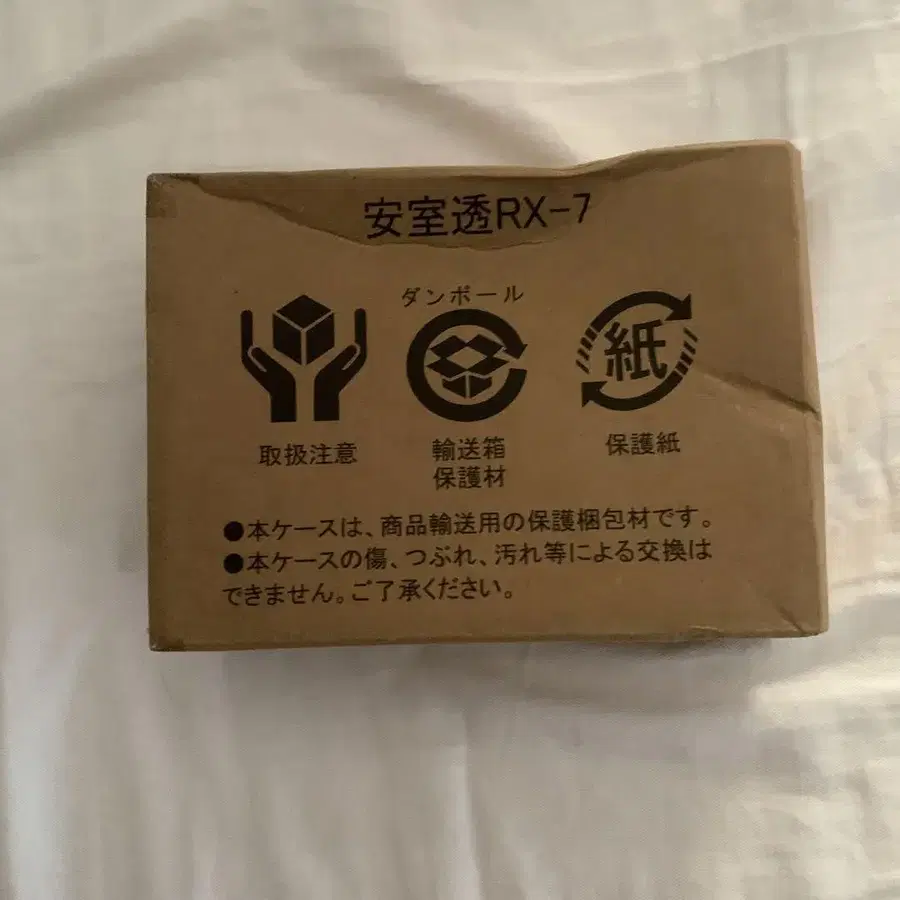 安室透RX-7
ダンボール
紙
取扱注意
輸送箱
保護材
保護紙
●本ケースは、商品輸送用の保護梱包材です。
●本ケースの傷、つぶれ、汚れ等による交換は
できません。ご了承ください。